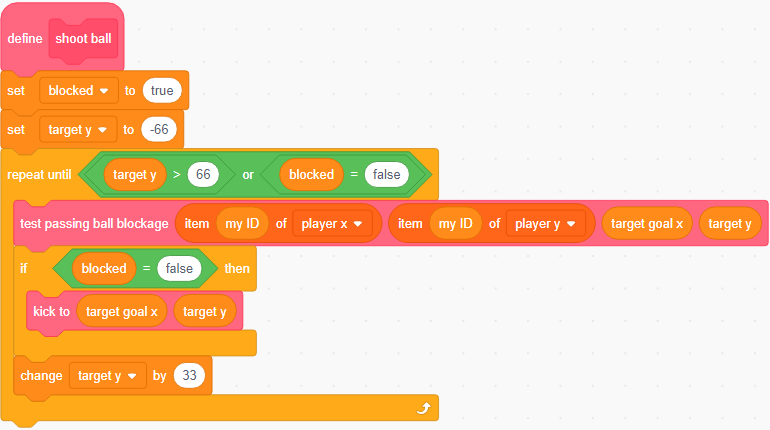 define shoot ball
set blocked to true
set target y to -66
repeat until target y > 66 or blocked = false
test passing ball blockage item my ID of player x item my ID of player y target goal x target y
if blocked = false then
kick to target goal x target y
change target y by 33